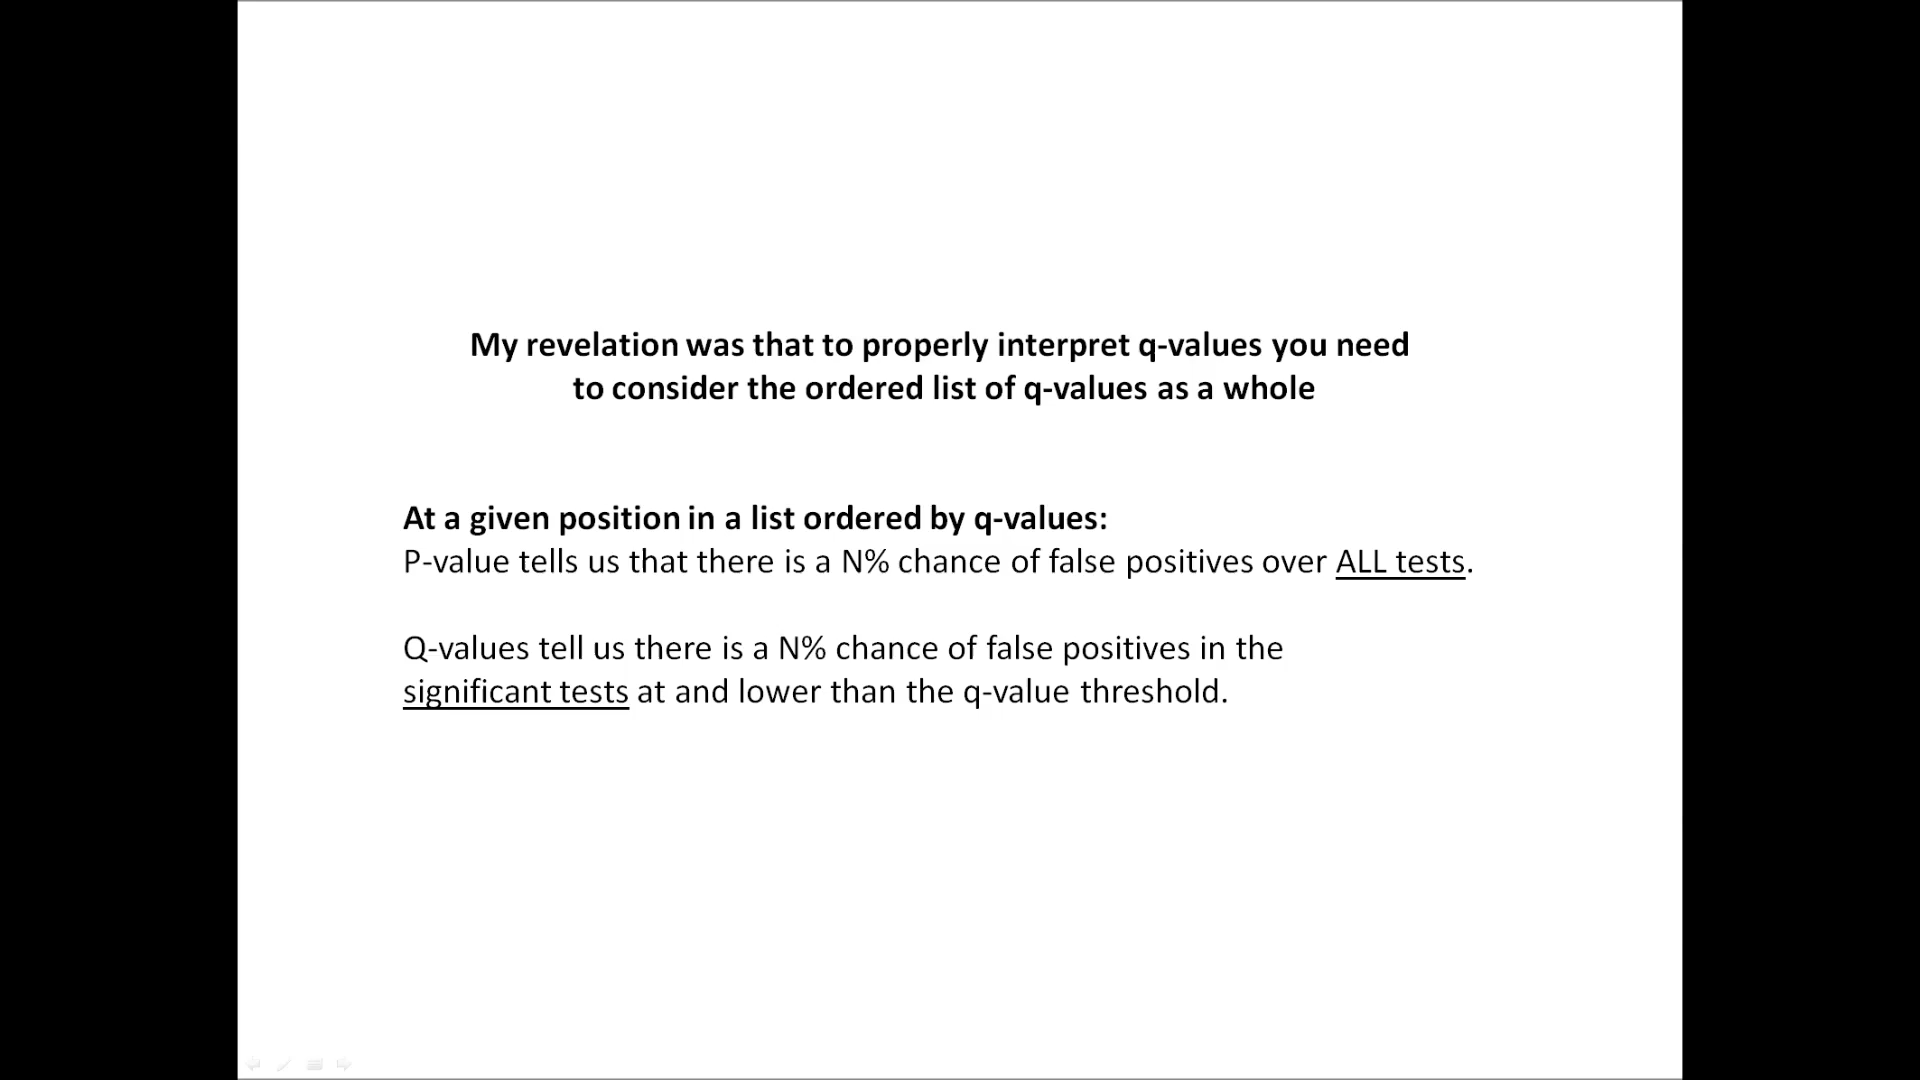 My revelation was that to properly interpret q-values you need
to consider the ordered list of q-values as a whole
At a given position in a list ordered by q-values:
P-value tells us that there is a N% chance of false positives over ALL tests.
Q-values tell us there is a N% chance of false positives in the
significant tests at and lower than the q-value threshold.